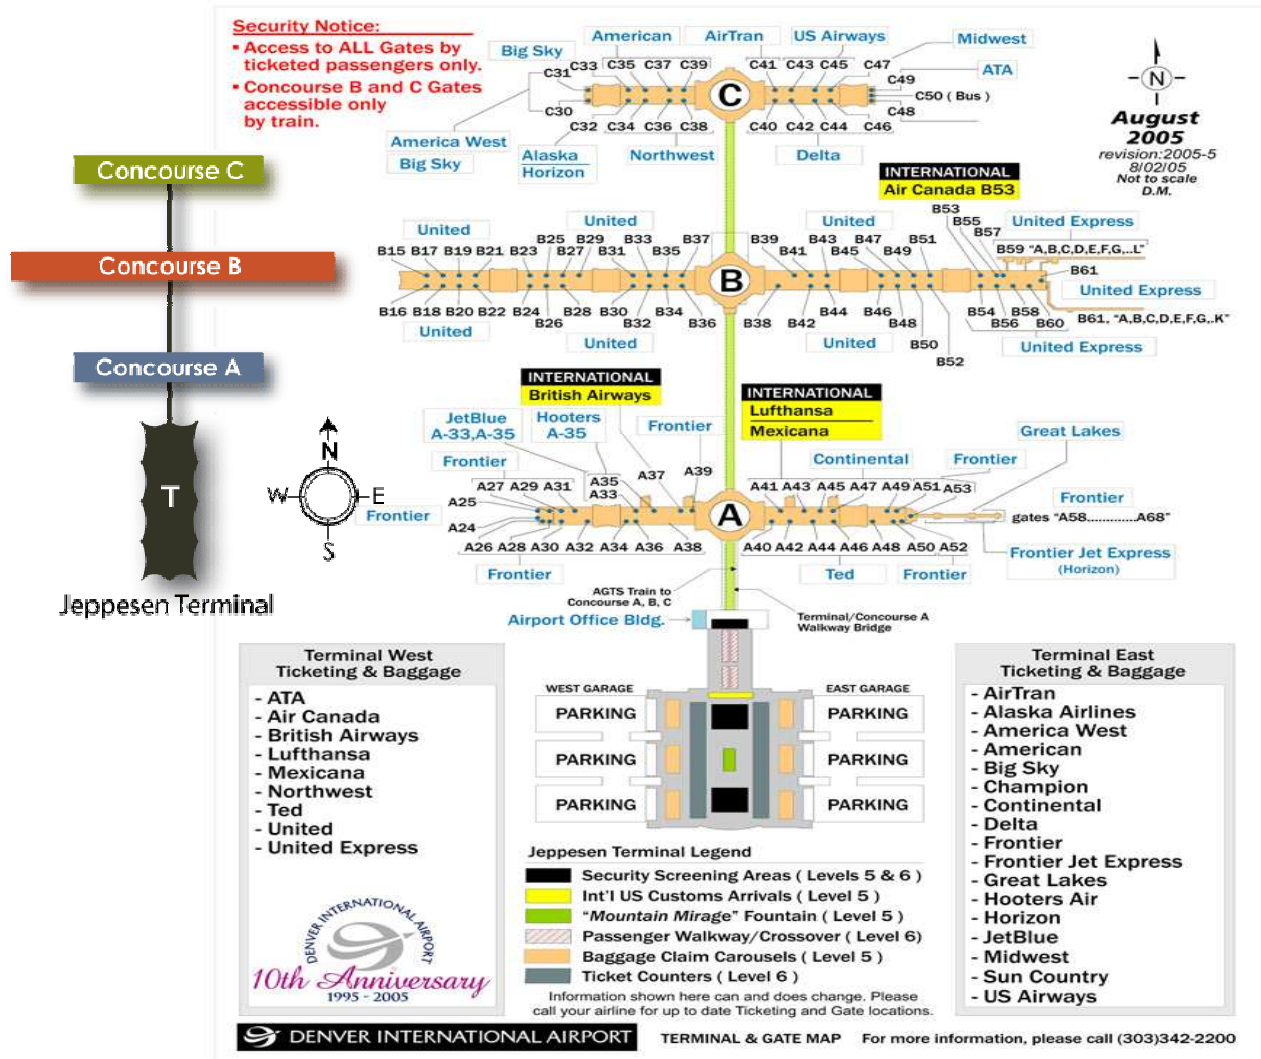 Security Notice:
▪ Access to ALL Gates by
ticketed passengers only.
▪ Concourse B and C Gates
accessible only
by train.
Big Sky
American
AirTran
US Airways
Midwest
ATA
C31 C33 C35 C37 C39 C41 C43 C45 C47
C49
C50 ( Bus )
C48
C
C30
C32 C34 C36 C38 C40 C42 C44 C46
America West
Big Sky
Alaska
Horizon
Northwest
Delta
N
August
2005
revision:2005-5
8/02/05
Not to scale
D.M.
Concourse C
Concourse B
Concourse A
T
Jeppesen Terminal
N
W E
S
INTERNATIONAL
Air Canada B53
United
United
United
United Express
B15 B17 B19 B21 B23 B25 B27 B29 B31 B33 B35 B37 B39 B41 B43 B45 B47 B49 B51 B53 B55 B57
B59 "A,B,C,D,E,F,G,..L"
B61
United Express
B
B16 B18 B20 B22 B24 B26 B28 B30 B32 B34 B36 B38 B42 B44 B46 B48 B50 B52 B54 B56 B58 B60
B61, "A,B,C,D,E,F,G,.K"
United
United
United
United Express
INTERNATIONAL
British Airways
INTERNATIONAL
Lufthansa
Mexicana
JetBlue
A-33,A-35
Hooters
A-35
Frontier
Great Lakes
Frontier
Continental
Frontier
A25 A27 A29 A31 A33 A35 A37 A39 A41 A43 A45 A47 A49 A51 A53
Frontier
Frontier
gates "A58.............A68"
A
A24
A26 A28 A30 A32 A34 A36 A38 A40 A42 A44 A46 A48 A50 A52
Frontier
Ted
Frontier
Frontier Jet Express
(Horizon)
AGTS Train to
Concourse A, B, C
Airport Office Bldg.
Terminal/Concourse A
Walkway Bridge
Terminal West
Ticketing & Baggage
- ATA
- Air Canada
- British Airways
- Lufthansa
- Mexicana
- Northwest
- Ted
- United
- United Express
DENVER INTERNATIONAL AIRPORT
10th Anniversary
1995 - 2005
WEST GARAGE
EAST GARAGE
PARKING
PARKING
PARKING
PARKING
PARKING
PARKING
Jeppesen Terminal Legend
Security Screening Areas ( Levels 5 & 6 )
Int'l US Customs Arrivals ( Level 5 )
"Mountain Mirage" Fountain ( Level 5 )
Passenger Walkway/Crossover ( Level 6)
Baggage Claim Carousels ( Level 5 )
Ticket Counters ( Level 6 )
Information shown here can and does change. Please
call your airline for up to date Ticketing and Gate locations.
Terminal East
Ticketing & Baggage
- AirTran
- Alaska Airlines
- America West
- American
- Big Sky
- Champion
- Continental
- Delta
- Frontier
- Frontier Jet Express
- Great Lakes
- Hooters Air
- Horizon
- JetBlue
- Midwest
- Sun Country
- US Airways
DENVER INTERNATIONAL AIRPORT
TERMINAL & GATE MAP For more information, please call (303)342-2200